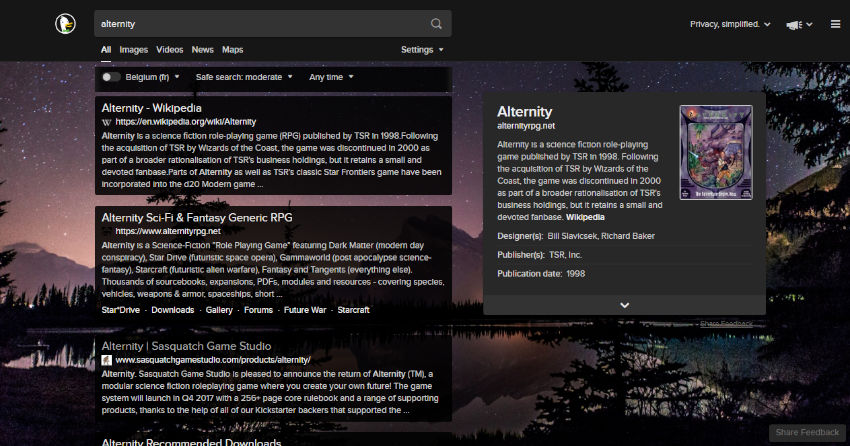 alternity
Privacy, simplified.
All Images Videos News Maps Settings
Belgium (fr) Safe search: moderate Any time
Alternity - Wikipedia
https://en.wikipedia.org/wiki/Alternity
Alternity is a science fiction role-playing game (RPG) published by TSR in 1998.Following
the acquisition of TSR by Wizards of the Coast, the game was discontinued in 2000 as
part of a broader rationalisation of TSR's business holdings, but it retains a small and
devoted fanbase.Parts of Alternity as well as TSR's classic Star Frontiers game have been
incorporated into the d20 Modern game ...
Alternity Sci-Fi & Fantasy Generic RPG
https://www.alternityrpg.net
Alternity is a Science-Fiction "Role Playing Game" featuring Dark Matter (modern day
conspiracy), Star Drive (futuristic space opera), Gammaworld (post apocalypse science-
fantasy), Starcraft (futuristic alien warfare), Fantasy and Tangents (everything else).
Thousands of sourcebooks, expansions, PDFs, modules and resources - covering species,
vehicles, weapons & armor, spaceships, short ...
Star*Drive · Downloads · Gallery · Forums · Future War · Starcraft
Alternity | Sasquatch Game Studio
www.sasquatchgamestudio.com/products/alternity/
Alternity. Sasquatch Game Studio is pleased to announce the return of Alternity (TM), a
modular science fiction roleplaying game where you create your own future! The game
system will launch in Q4 2017 with a 256+ page core rulebook and a range of supporting
products, thanks to the help of all of our Kickstarter backers that supported the ...
Alternity Recommended Downloads
Alternity
alternityrpg.net
Alternity is a science fiction role-playing
game published by TSR in 1998. Following
the acquisition of TSR by Wizards of the
Coast, the game was discontinued in 2000
as part of a broader rationalisation of TSR's
business holdings, but it retains a small and
devoted fanbase. Wikipedia
Designer(s): Bill Slavicsek, Richard Baker
Publisher(s): TSR, Inc.
Publication date: 1998
Share Feedback
Share Feedback